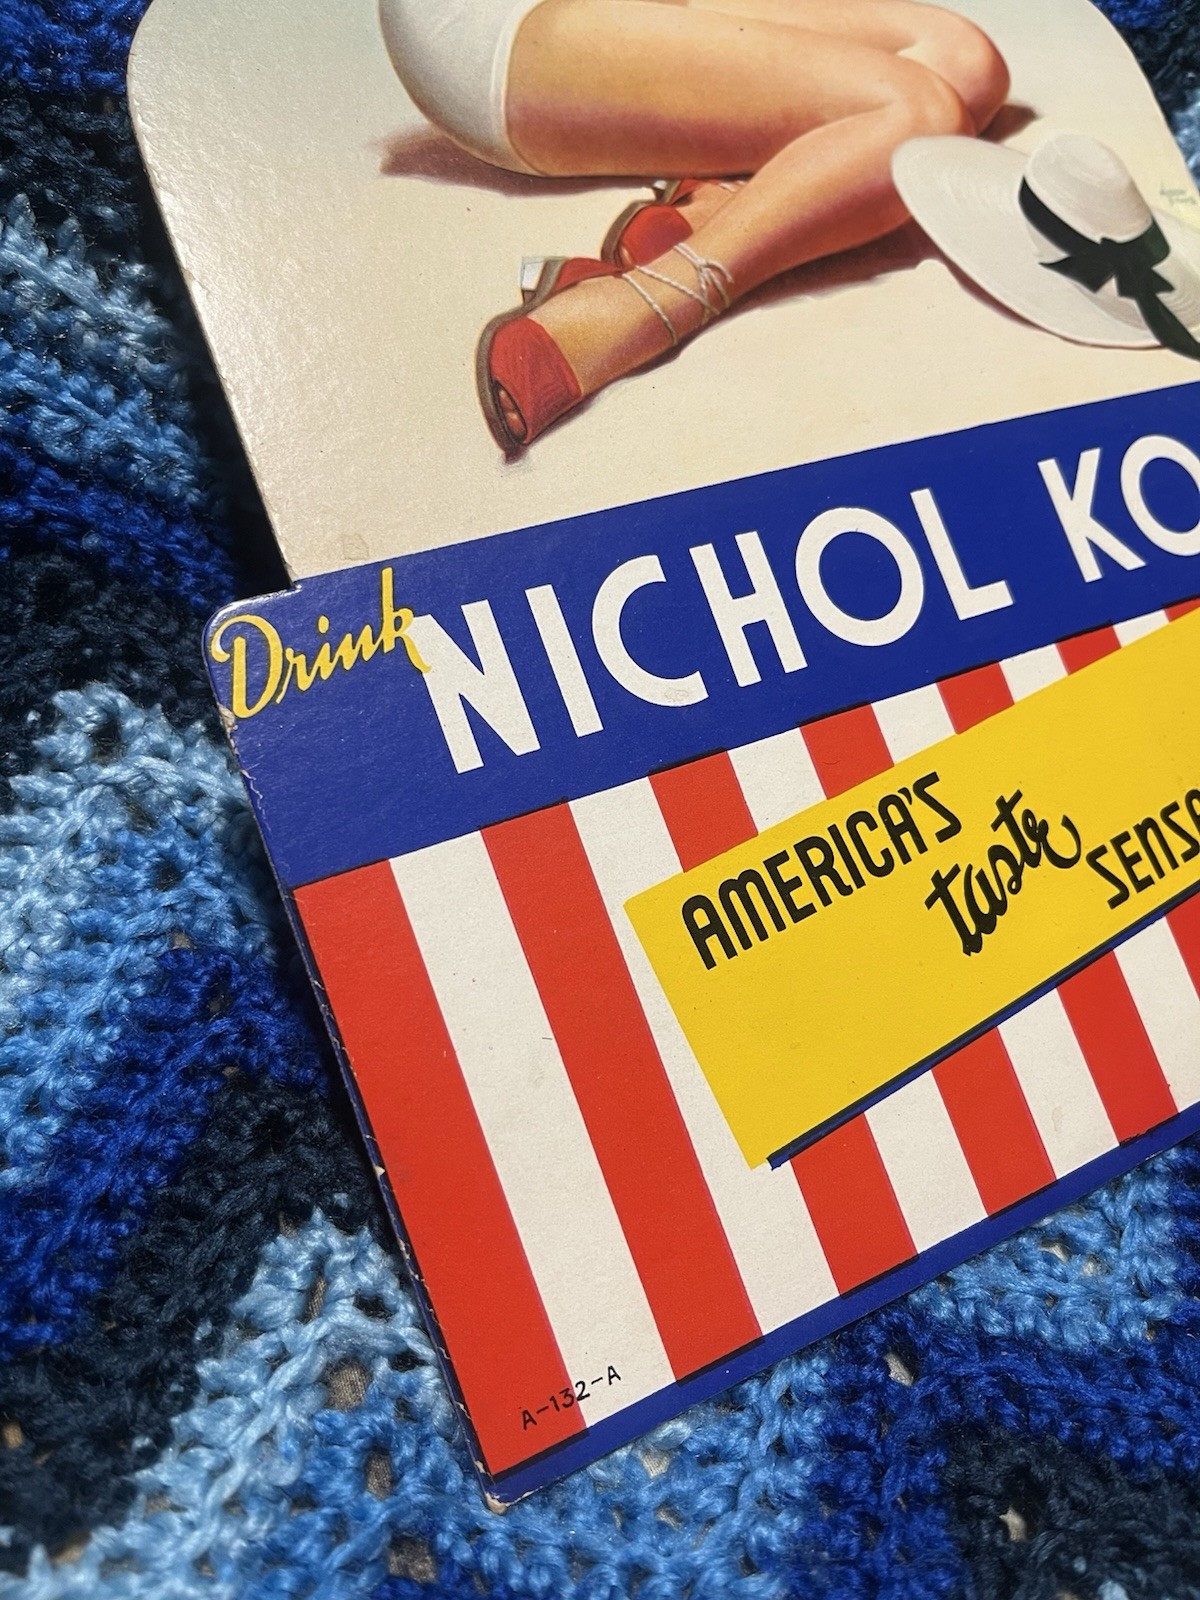 Drink NICHOL KO
AMERICA'S taste SENSA
A-132-A